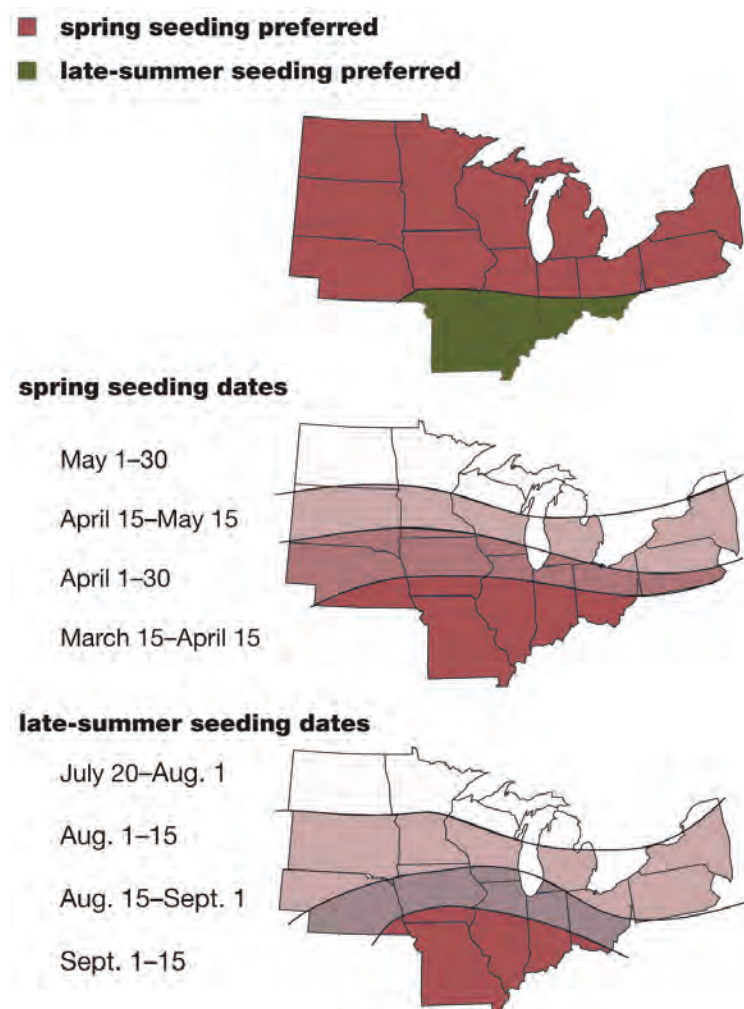 spring seeding preferred
late-summer seeding preferred
spring seeding dates
May 1–30
April 15–May 15
April 1–30
March 15–April 15
late-summer seeding dates
July 20–Aug. 1
Aug. 1–15
Aug. 15–Sept. 1
Sept. 1–15